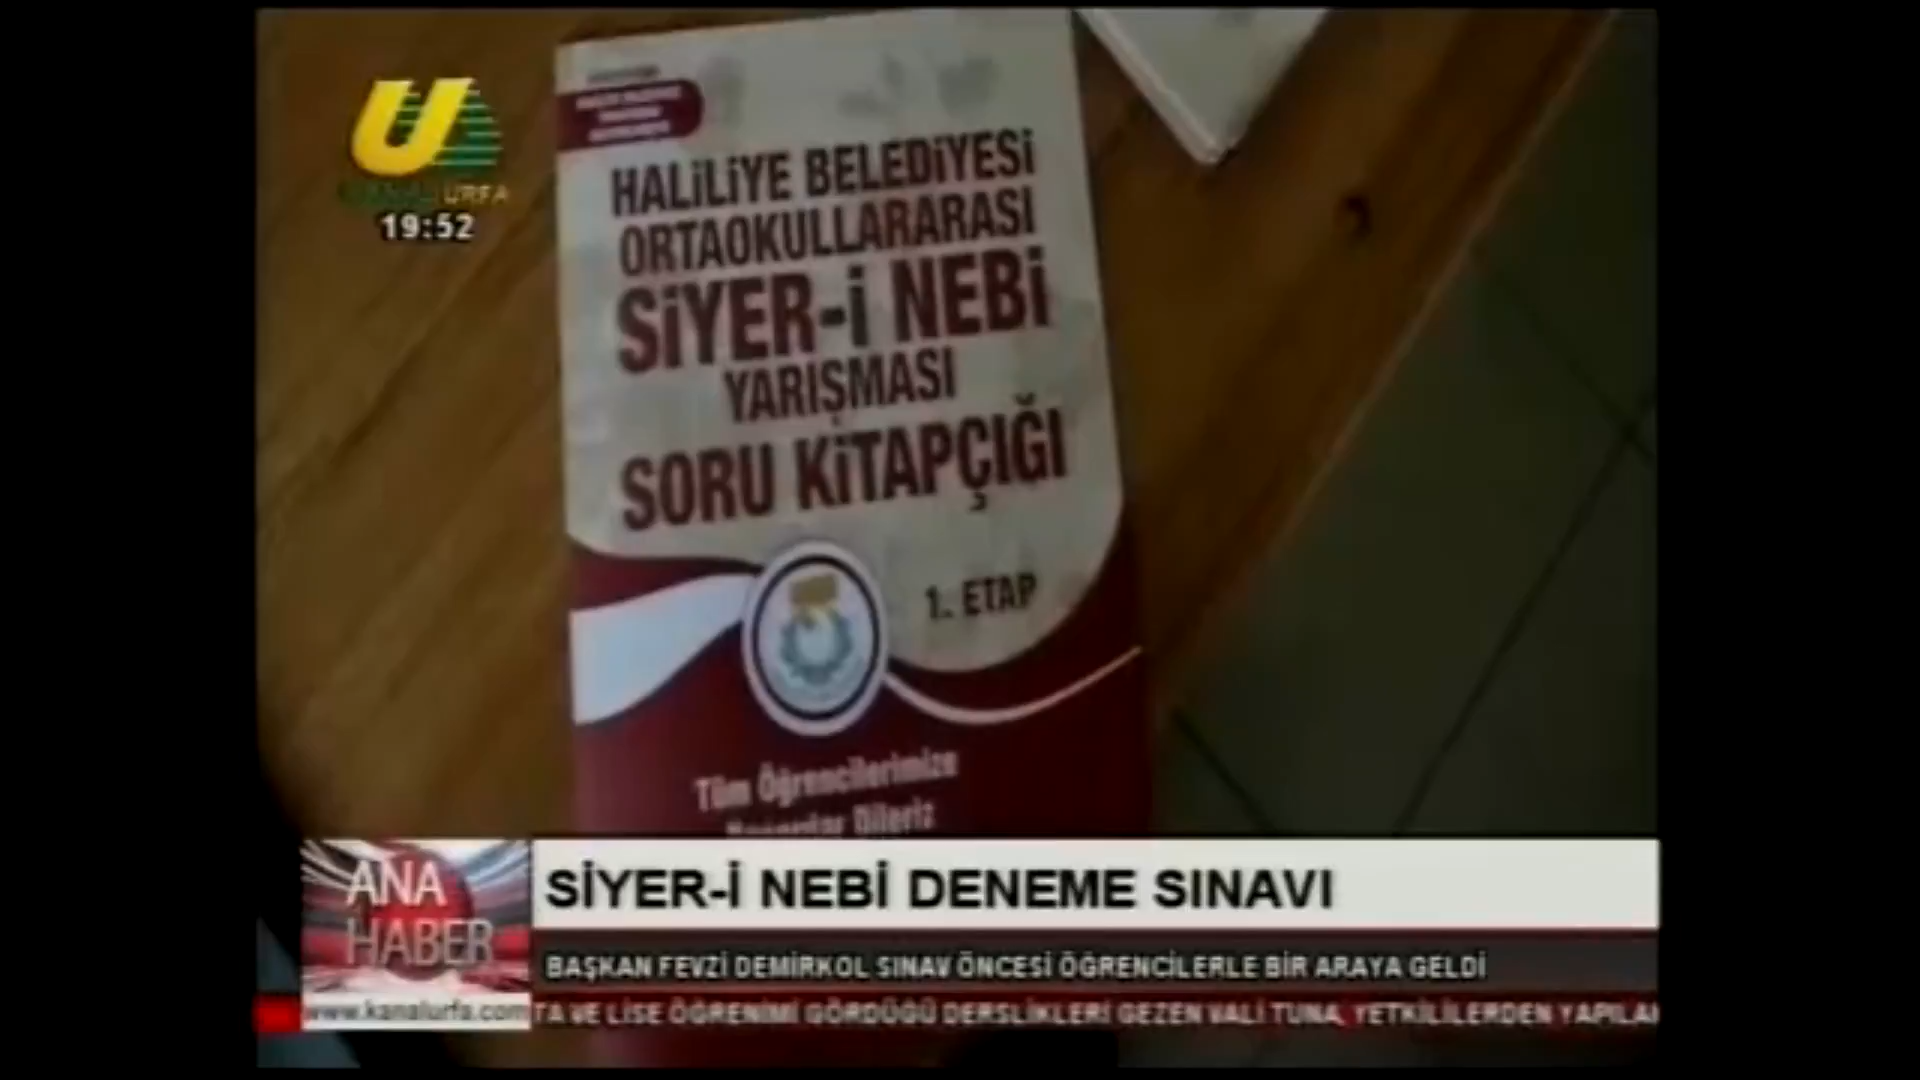 URFA
19:52
HALİLİYE BELEDİYESİ
ORTAOKULLARARASI
SİYER-İ NEBİ
YARIŞMASI
SORU KİTAPÇIĞI
1. ETAP
Tüm Öğrencilerimize
Dileriz
ANA
HABER
SİYER-İ NEBİ DENEME SINAVI
BAŞKAN FEVZİ DEMİRKOL SINAV ÖNCESİ ÖĞRENCİLERLE BİR ARAYA GELDİ
www.kanalurfa.com
TA VE LİSE ÖĞRENİMİ GÖRDÜĞÜ DERSLİKLERİ GEZEN VALİ TUNA, YETKİLİLERDEN YAPILAN